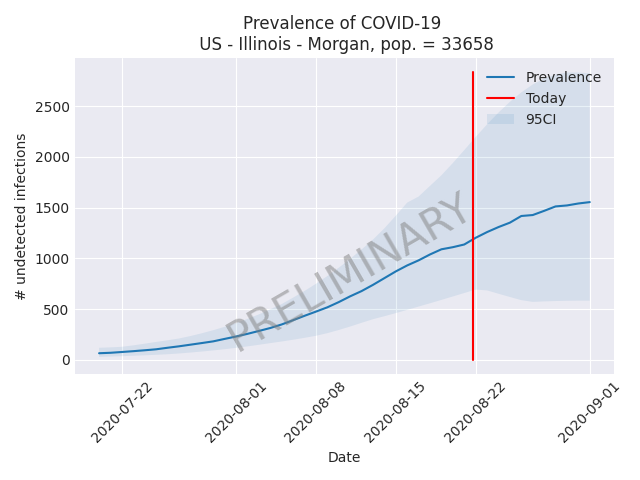 Prevalence of COVID-19
US - Illinois - Morgan, pop. = 33658
Prevalence
Today
95CI
# undetected infections
2500
2000
1500
1000
500
0
PRELIMINARY
2020-07-22
2020-08-01
2020-08-08
2020-08-15
2020-08-22
2020-09-01
Date